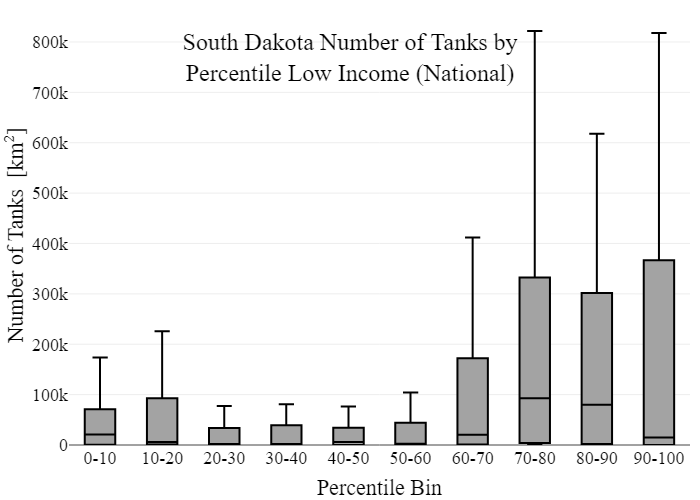 South Dakota Number of Tanks by
Percentile Low Income (National)
Number of Tanks [km²]
800k
700k
600k
500k
400k
300k
200k
100k
0
0-10 10-20 20-30 30-40 40-50 50-60 60-70 70-80 80-90 90-100
Percentile Bin